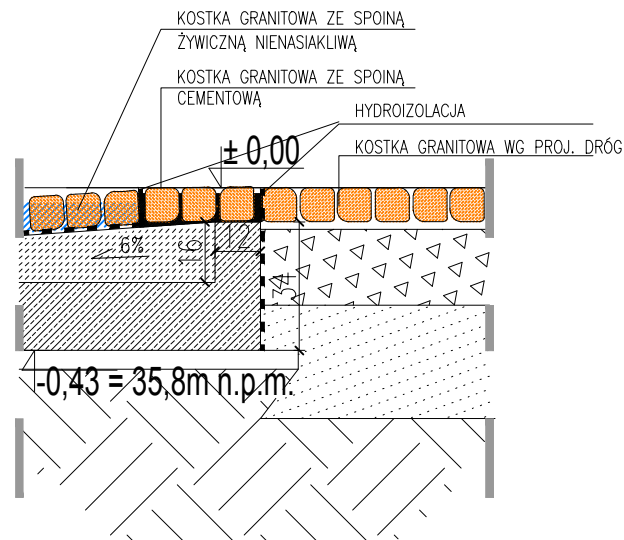 KOSTKA GRANITOWA ZE SPOINĄ
ŻYWICZNĄ NIENASIAKLIWĄ
KOSTKA GRANITOWA ZE SPOINĄ
CEMENTOWĄ
HYDROIZOLACJA
± 0,00
KOSTKA GRANITOWA WG PROJ. DRÓG
6%
16
12
34
-0,43 = 35,8m n.p.m.